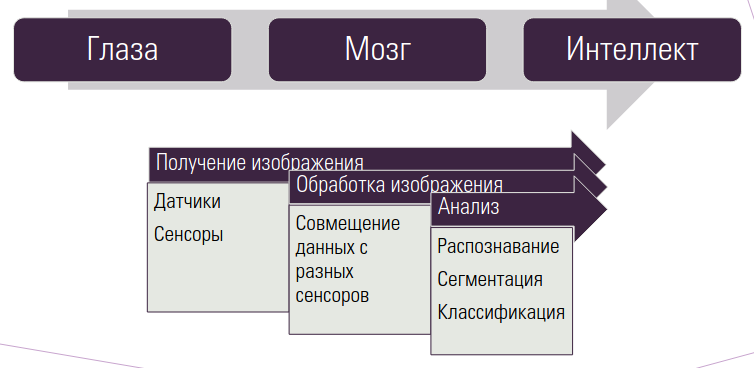 Глаза
Мозг
Интеллект
Получение изображения
Датчики
Сенсоры
Обработка изображения
Совмещение
данных с
разных
сенсоров
Анализ
Распознавание
Сегментация
Классификация